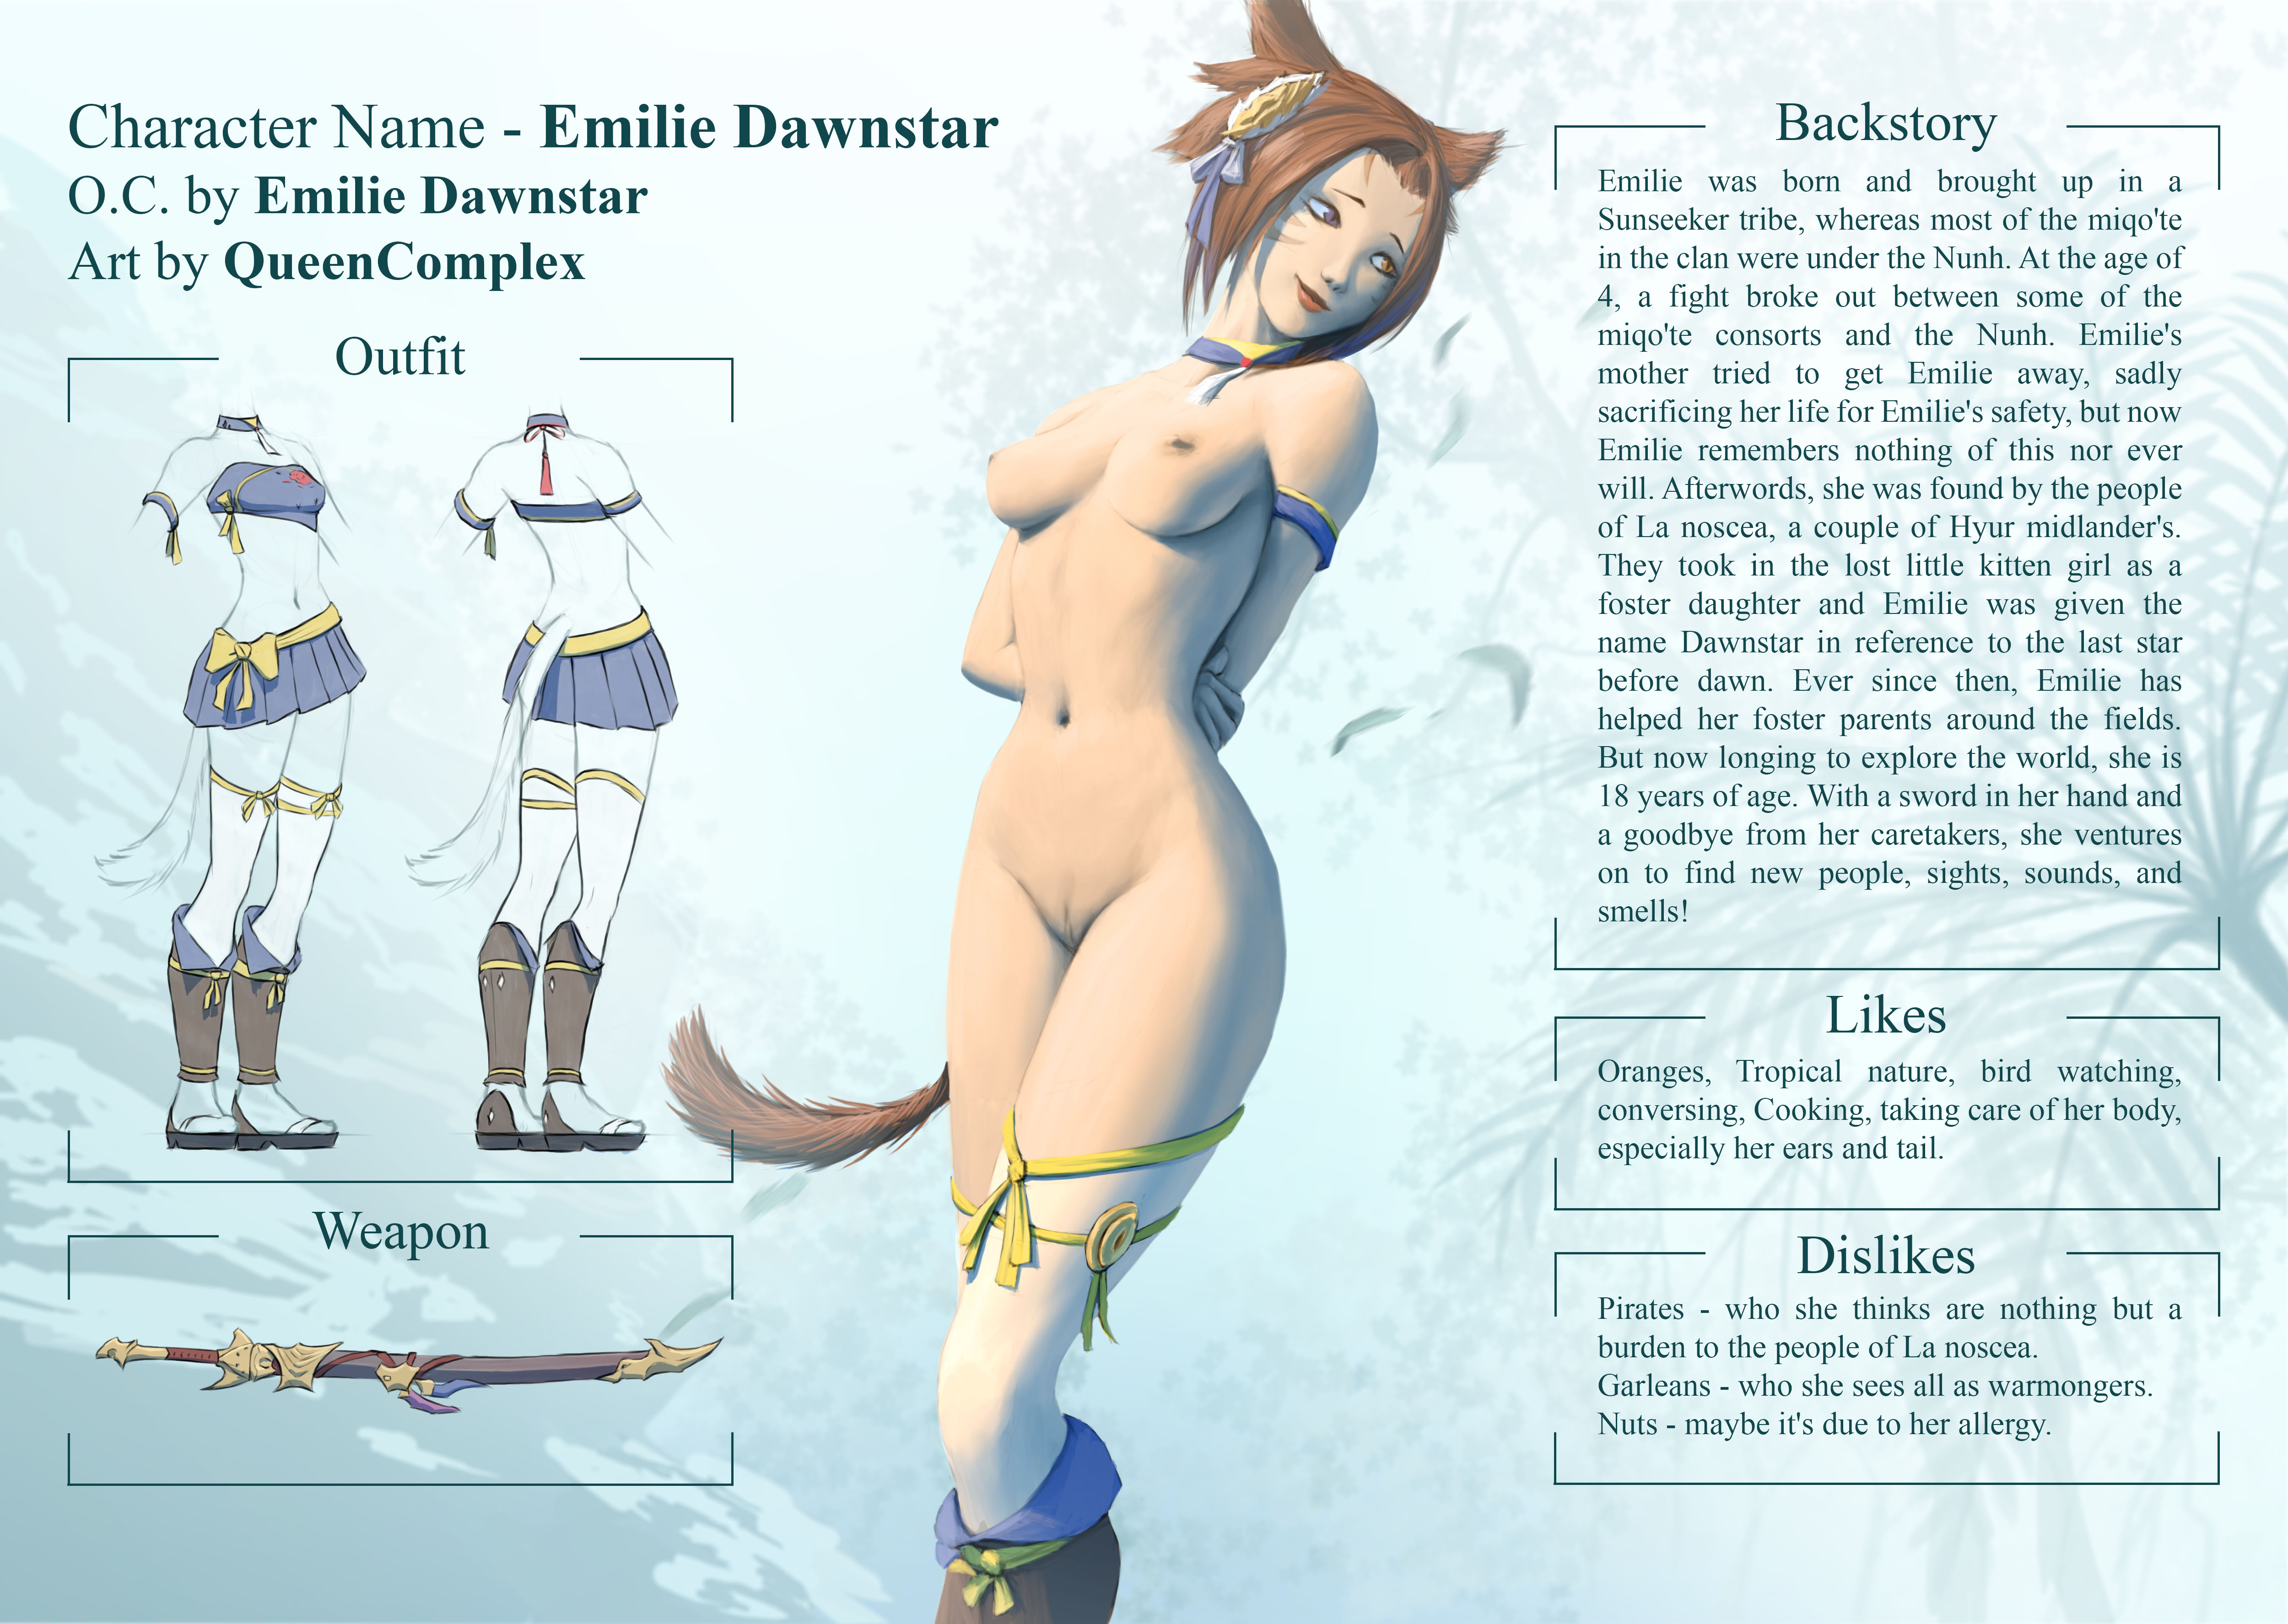 Character Name - Emilie Dawnstar
O.C. by Emilie Dawnstar
Art by QueenComplex
Outfit
Weapon
Backstory
Emilie was born and brought up in a
Sunseeker tribe, whereas most of the miqo'te
in the clan were under the Nunh. At the age of
4, a fight broke out between some of the
miqo'te consorts and the Nunh. Emilie's
mother tried to get Emilie away, sadly
sacrificing her life for Emilie's safety, but now
Emilie remembers nothing of this nor ever
will. Afterwords, she was found by the people
of La noscea, a couple of Hyur midlander's.
They took in the lost little kitten girl as a
foster daughter and Emilie was given the
name Dawnstar in reference to the last star
before dawn. Ever since then, Emilie has
helped her foster parents around the fields.
But now longing to explore the world, she is
18 years of age. With a sword in her hand and
a goodbye from her caretakers, she ventures
on to find new people, sights, sounds, and
smells!
Likes
Oranges, Tropical nature, bird watching,
conversing, Cooking, taking care of her body,
especially her ears and tail.
Dislikes
Pirates - who she thinks are nothing but a
burden to the people of La noscea.
Garleans - who she sees all as warmongers.
Nuts - maybe it's due to her allergy.